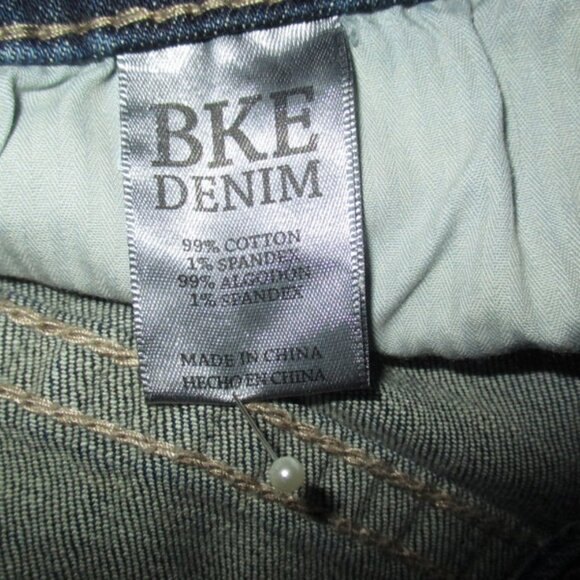 BKE
DENIM
99% COTTON
1% SPANDEX
99% ALGODON
1% SPANDEX
MADE IN CHINA
HECHO EN CHINA